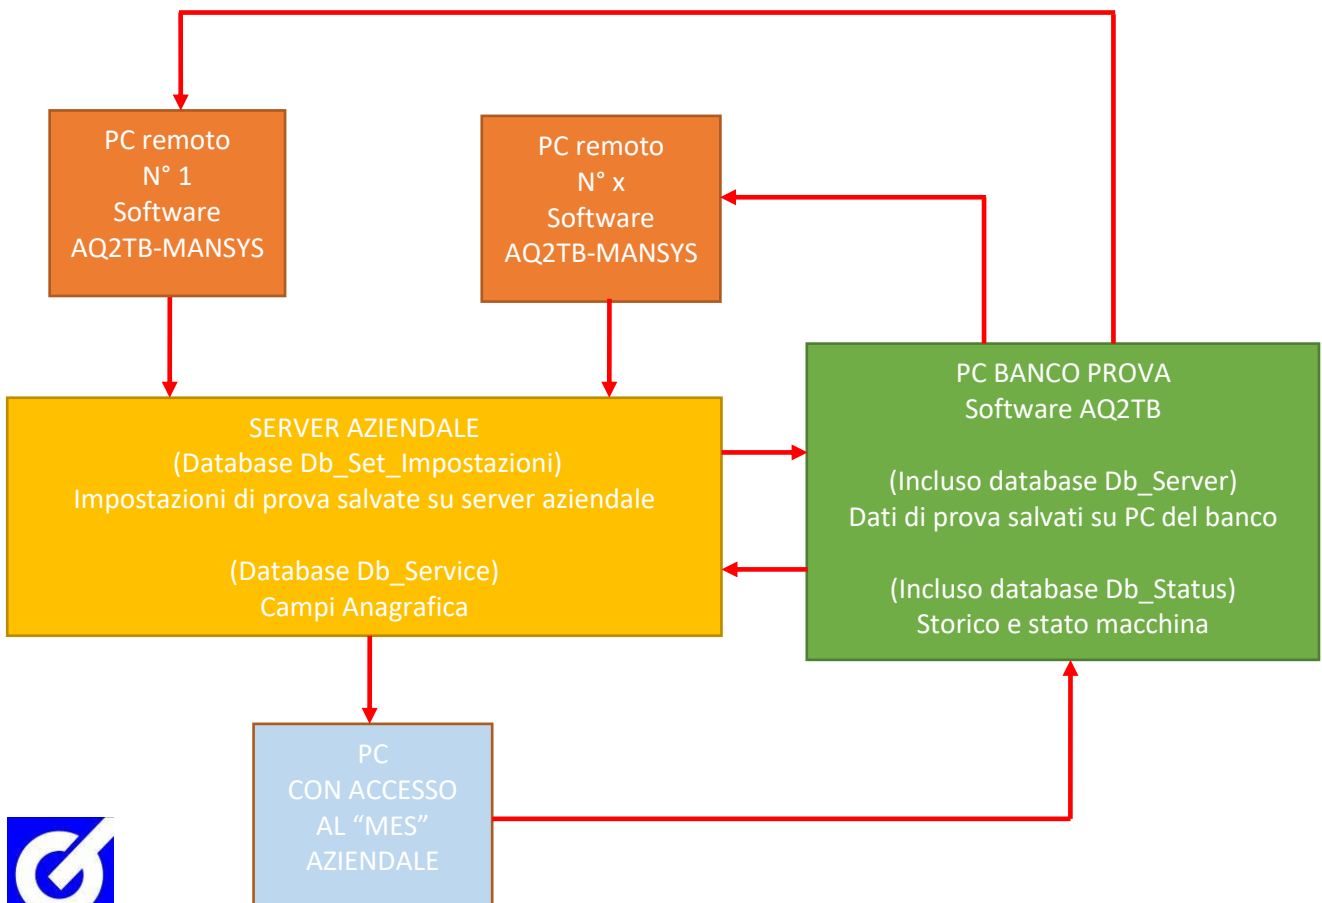 PC remoto
N° 1
Software
AQ2TB-MANSYS
PC remoto
N° x
Software
AQ2TB-MANSYS
SERVER AZIENDALE
(Database Db_Set_Impostazioni)
Impostazioni di prova salvate su server aziendale
(Database Db_Service)
Campi Anagrafica
PC BANCO PROVA
Software AQ2TB
(Incluso database Db_Server)
Dati di prova salvati su PC del banco
(Incluso database Db_Status)
Storico e stato macchina
PC
CON ACCESSO
AL “MES”
AZIENDALE